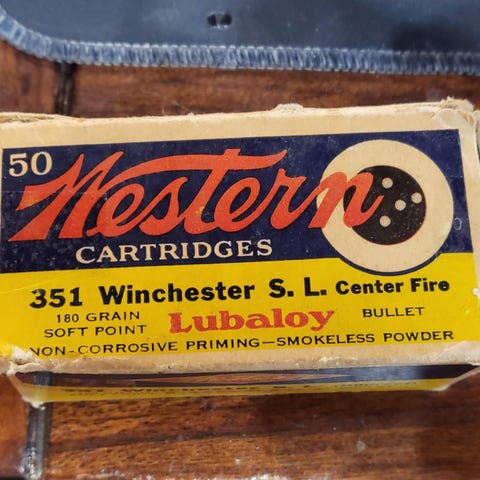 50 Western
CARTRIDGES
351 Winchester S. L. Center Fire
180 GRAIN SOFT POINT Lubaloy BULLET
NON-CORROSIVE PRIMING—SMOKELESS POWDER